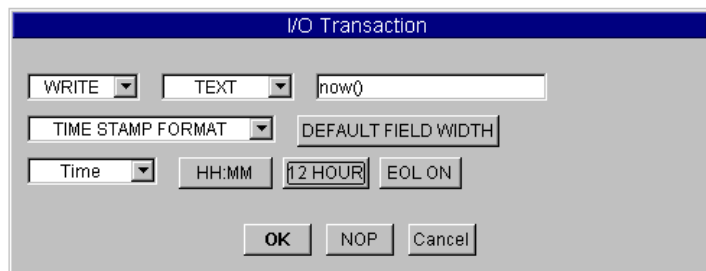 I/O Transaction
WRITE TEXT now()
TIME STAMP FORMAT DEFAULT FIELD WIDTH
Time HH:MM 12 HOUR EOL ON
OK NOP Cancel